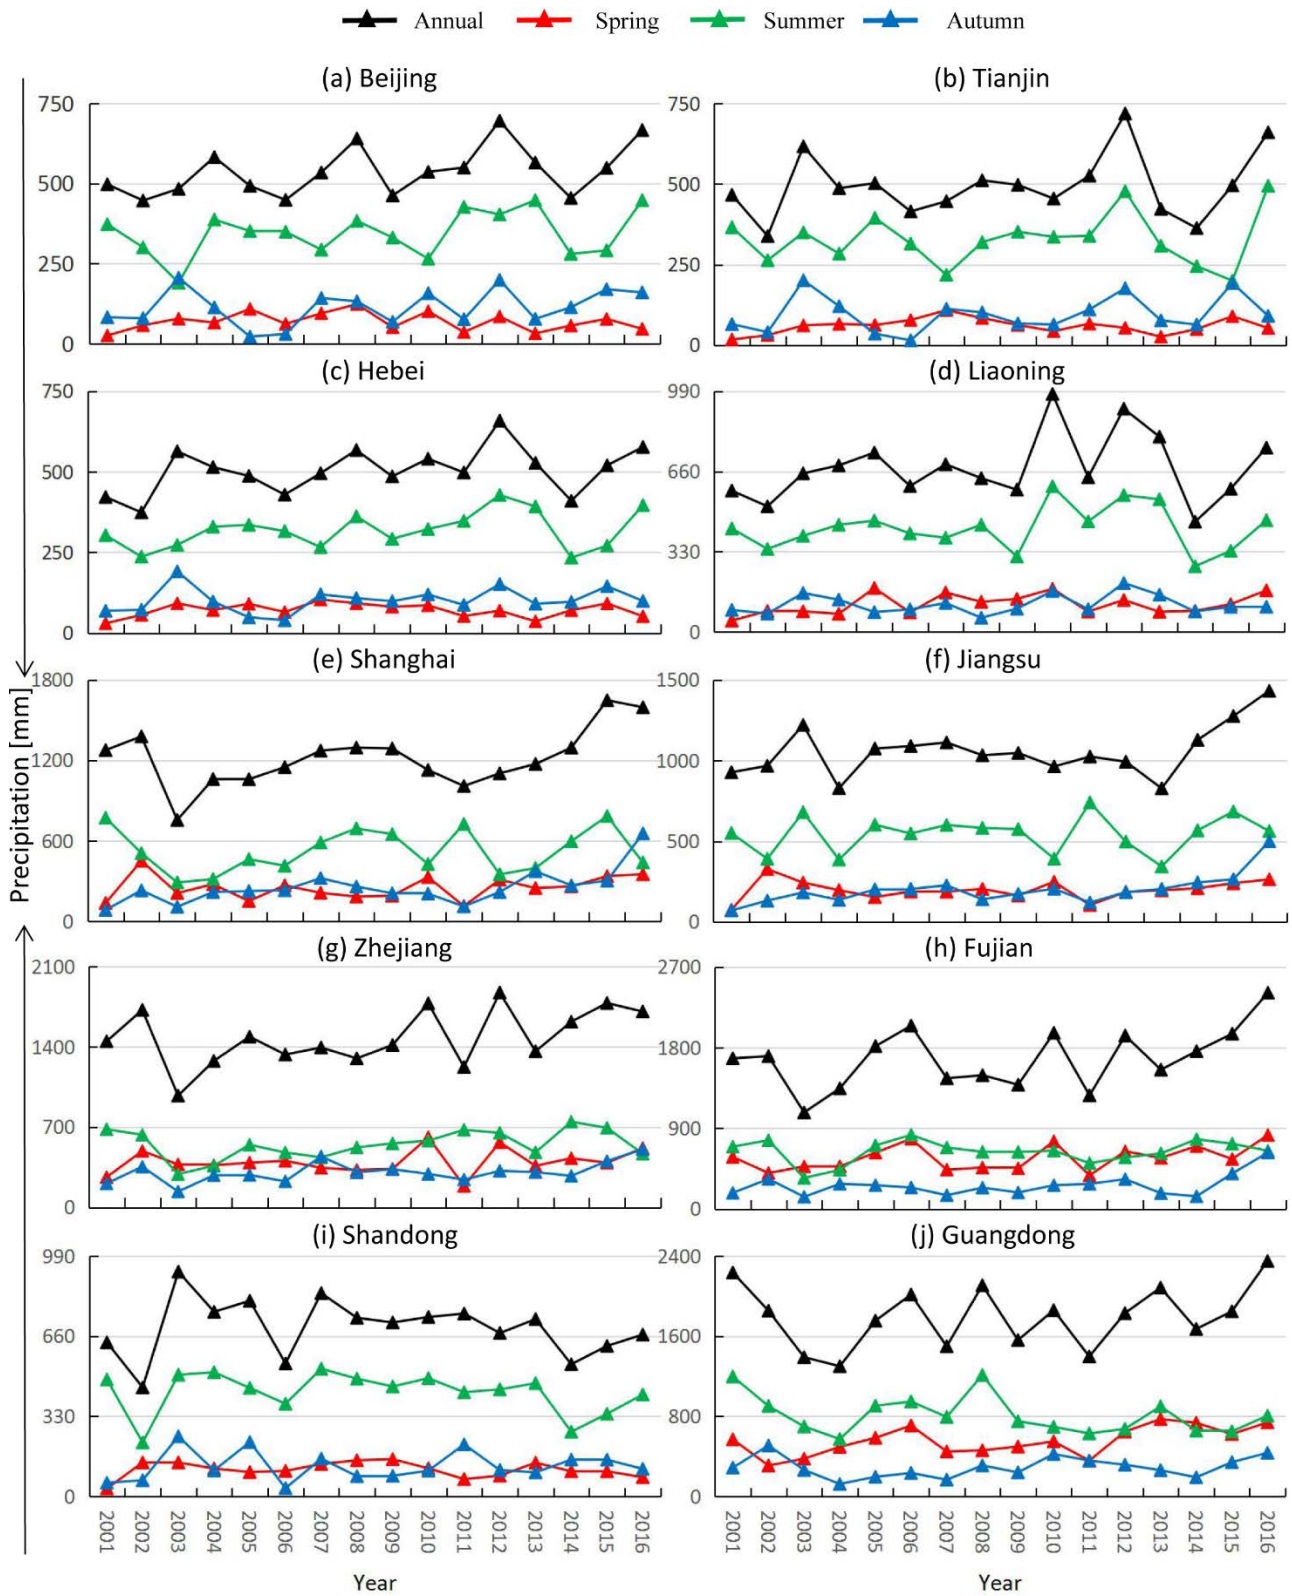 Annual Spring Summer Autumn
(a) Beijing (b) Tianjin
750 750
500 500
250 250
0 0
(c) Hebei (d) Liaoning
750 990
500 660
250 330
0 0
(e) Shanghai (f) Jiangsu
1800 1500
1200 1000
600 500
0 0
Precipitation [mm]
(g) Zhejiang (h) Fujian
2100 2700
1400 1800
700 900
0 0
(i) Shandong (j) Guangdong
990 2400
660 1600
330 800
0 0
2001 2002 2003 2004 2005 2006 2007 2008 2009 2010 2011 2012 2013 2014 2015 2016 2001 2002 2003 2004 2005 2006 2007 2008 2009 2010 2011 2012 2013 2014 2015 2016
Year Year